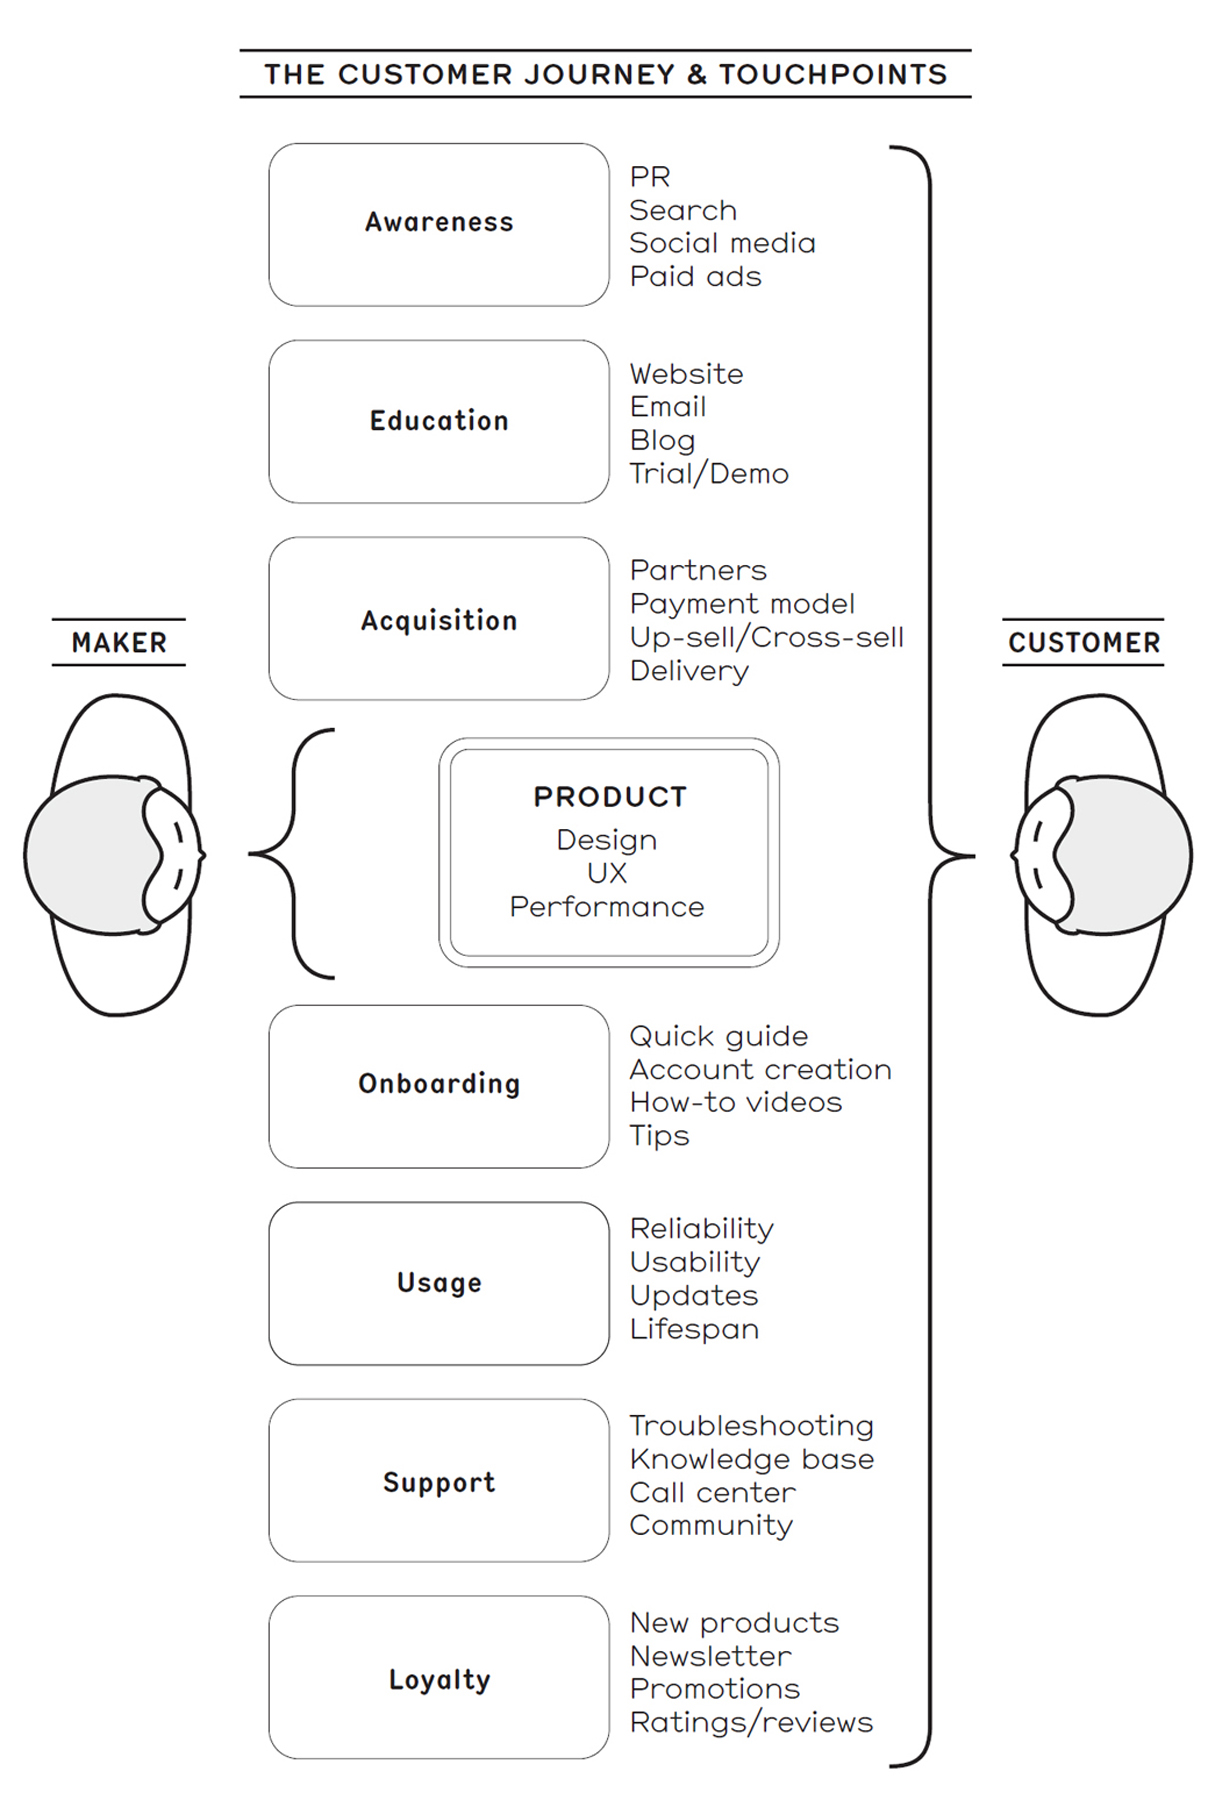 THE CUSTOMER JOURNEY & TOUCHPOINTS
Awareness
PR
Search
Social media
Paid ads
Education
Website
Email
Blog
Trial/Demo
Acquisition
Partners
Payment model
Up-sell/Cross-sell
Delivery
MAKER
CUSTOMER
PRODUCT
Design
UX
Performance
Onboarding
Quick guide
Account creation
How-to videos
Tips
Usage
Reliability
Usability
Updates
Lifespan
Support
Troubleshooting
Knowledge base
Call center
Community
Loyalty
New products
Newsletter
Promotions
Ratings/reviews